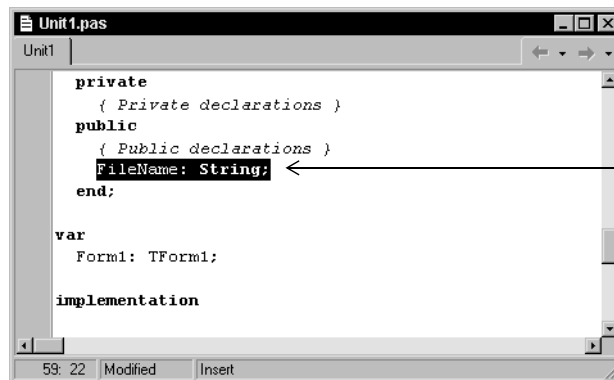 Unit1.pas
Unit1
private
{ Private declarations }
public
{ Public declarations }
FileName: String;
end;
var
Form1: TForm1;
implementation
59: 22 Modified Insert